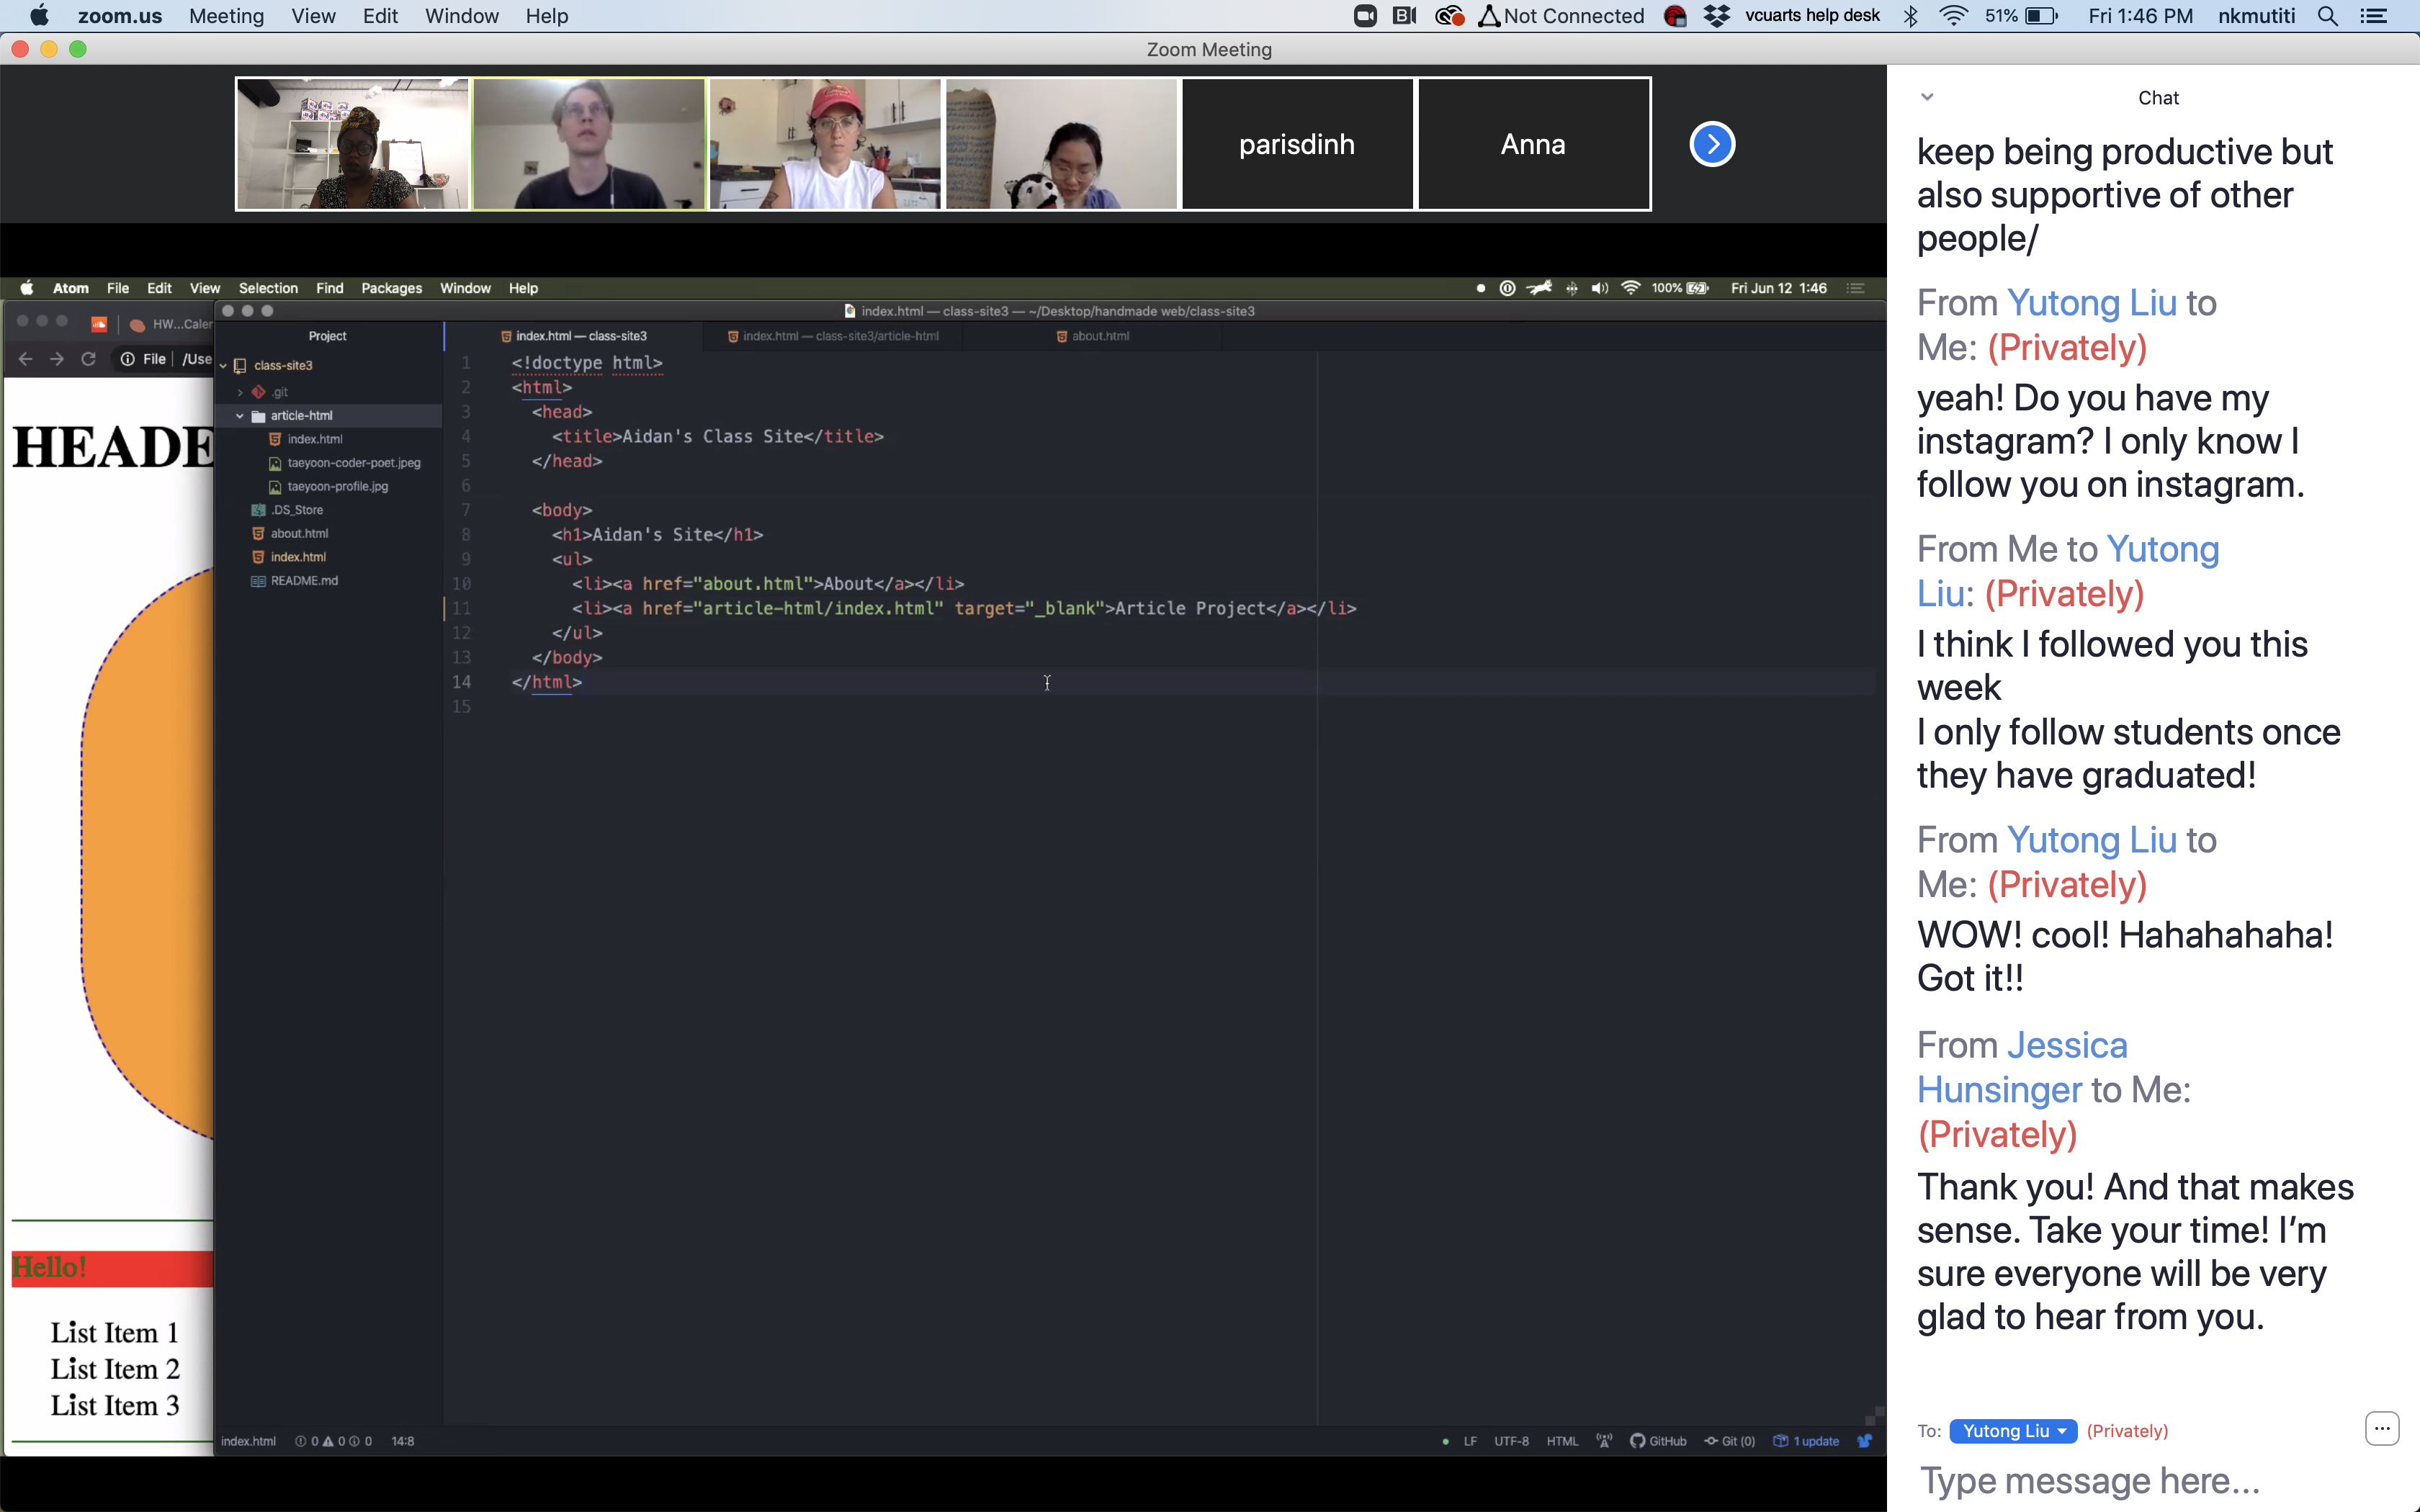 zoom.us Meeting View Edit Window Help
Not Connected vcuarts help desk 51% Fri 1:46 PM nkmutiti
Zoom Meeting
parisdinh
Anna
Atom File Edit View Selection Find Packages Window Help
100% Fri Jun 12 1:46
HW...Caler
File /Use
HEADE
Hello!
List Item 1
List Item 2
List Item 3
index.html — class-site3 — ~/Desktop/handmade web/class-site3
Project
class-site3
.git
article-html
index.html
taeyoon-coder-poet.jpeg
taeyoon-profile.jpg
.DS_Store
about.html
index.html
README.md
index.html — class-site3
index.html — class-site3/article-html
about.html
1 <!doctype html>
2 <html>
3 <head>
4 <title>Aidan's Class Site</title>
5 </head>
6
7 <body>
8 <h1>Aidan's Site</h1>
9 <ul>
10 <li><a href="about.html">About</a></li>
11 <li><a href="article-html/index.html" target="_blank">Article Project</a></li>
12 </ul>
13 </body>
14 </html>
15
index.html 0 0 0 14:8
LF UTF-8 HTML GitHub Git (0) 1 update
Chat
keep being productive but
also supportive of other
people/
From Yutong Liu to
Me: (Privately)
yeah! Do you have my
instagram? I only know I
follow you on instagram.
From Me to Yutong
Liu: (Privately)
I think I followed you this
week
I only follow students once
they have graduated!
From Yutong Liu to
Me: (Privately)
WOW! cool! Hahahahaha!
Got it!!
From Jessica
Hunsinger to Me:
(Privately)
Thank you! And that makes
sense. Take your time! I'm
sure everyone will be very
glad to hear from you.
To: Yutong Liu (Privately)
Type message here...